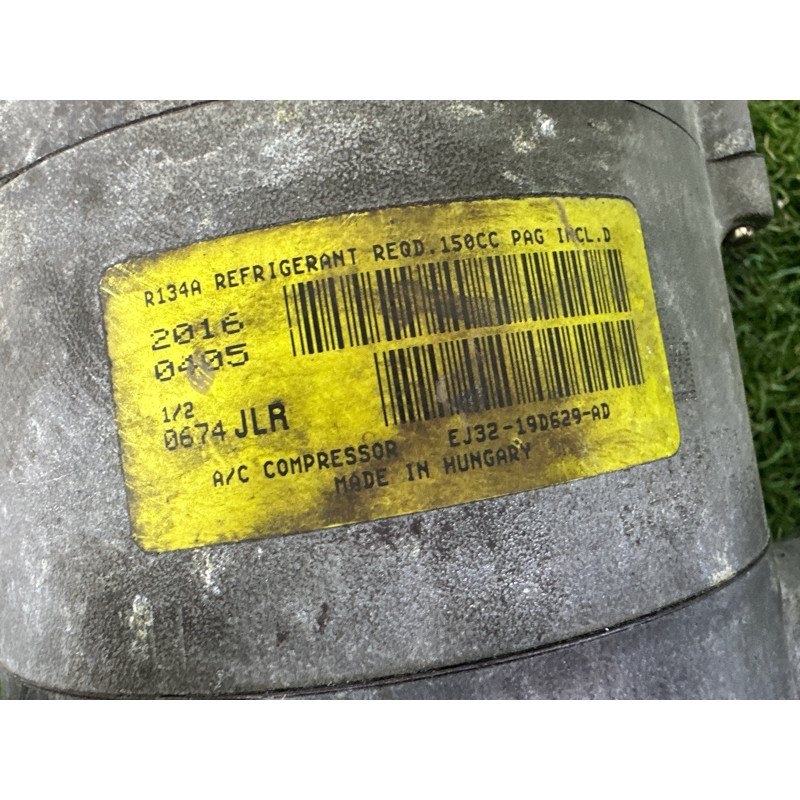 R134A REFRIGERANT REQD.150CC PAG INCL.D
2016
0405
1/2
0674 JLR
A/C COMPRESSOR EJ32-19D629-AD
MADE IN HUNGARY